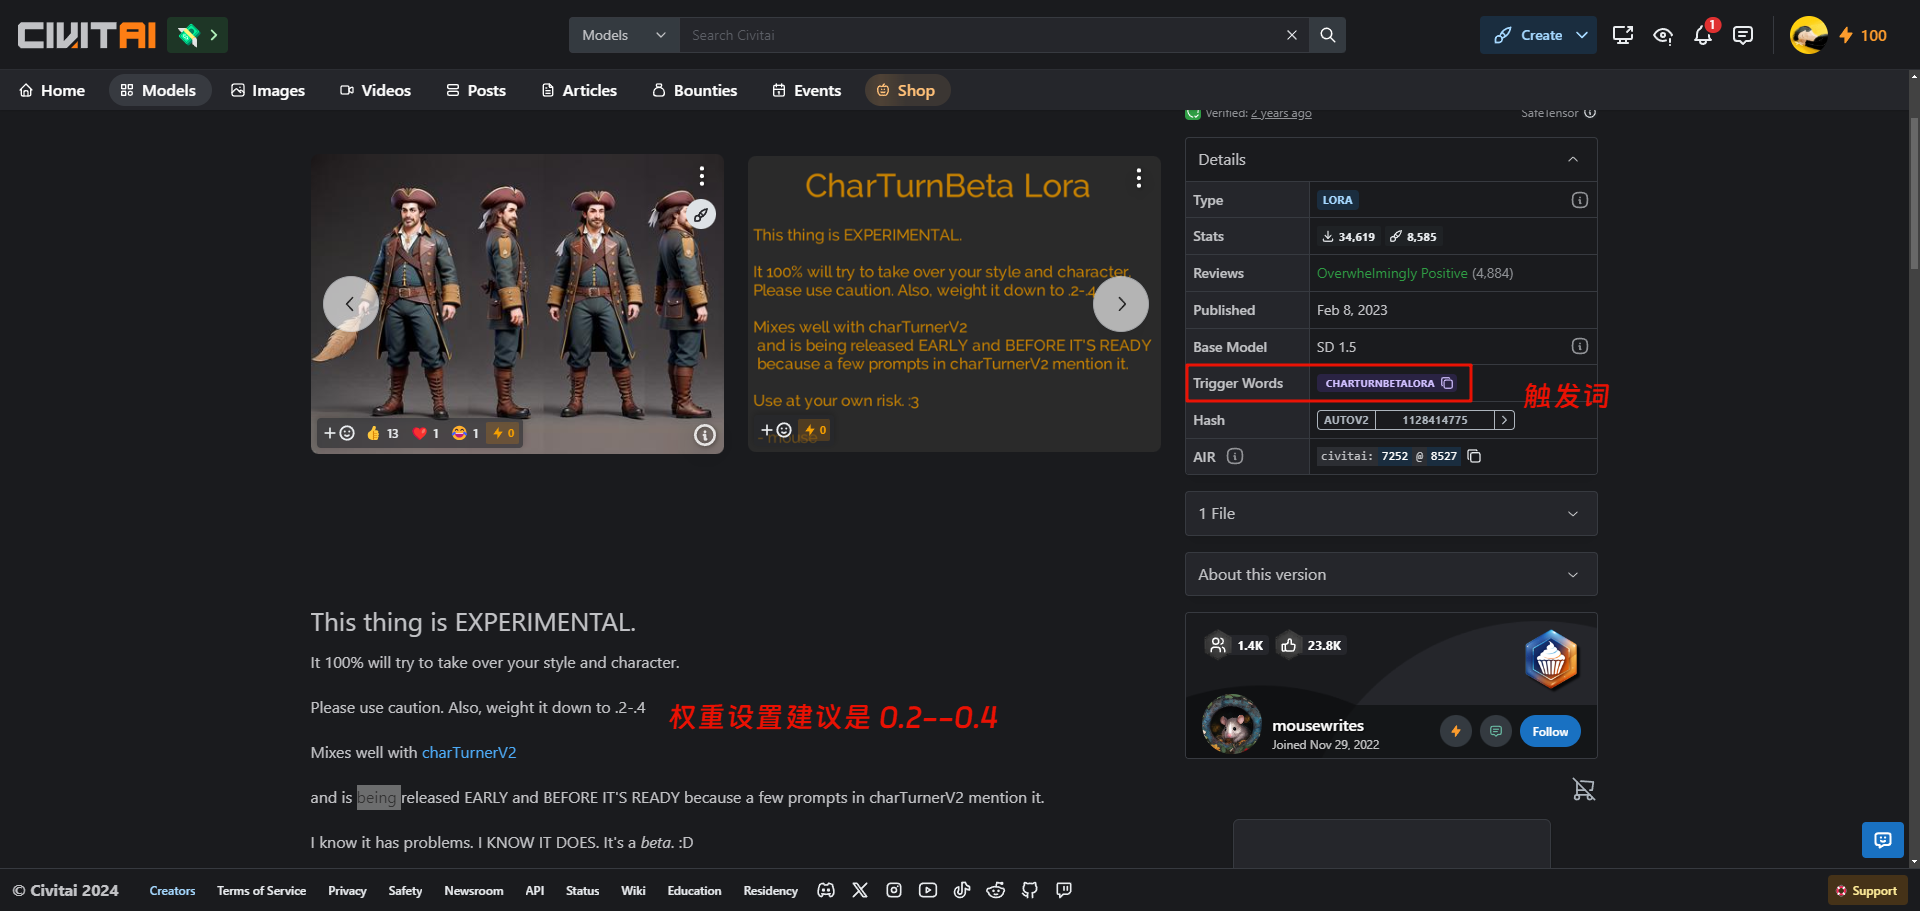 CIVITAI
Models
Search Civitai
Create
1
100
Home
Models
Images
Videos
Posts
Articles
Bounties
Events
Shop
Verified: 2 years ago
SafeTensor
CharTurnBeta Lora
This thing is EXPERIMENTAL.
It 100% will try to take over your style and character.
Please use caution. Also, weight it down to .2-.4
Mixes well with charTurnerV2
and is being released EARLY and BEFORE IT'S READY
because a few prompts in charTurnerV2 mention it.
Use at your own risk. :3
- mouse
13
1
1
0
0
Details
Type
LORA
Stats
34,619
8,585
Reviews
Overwhelmingly Positive (4,884)
Published
Feb 8, 2023
Base Model
SD 1.5
Trigger Words
CHARTURNBETALORA
触发词
Hash
AUTOV2
1128414775
AIR
civitai: 7252 @ 8527
1 File
About this version
1.4K
23.8K
mousewrites
Joined Nov 29, 2022
Follow
This thing is EXPERIMENTAL.
It 100% will try to take over your style and character.
Please use caution. Also, weight it down to .2-.4
权重设置建议是 0.2--0.4
Mixes well with charTurnerV2
and is being released EARLY and BEFORE IT'S READY because a few prompts in charTurnerV2 mention it.
I know it has problems. I KNOW IT DOES. It's a beta. :D
© Civitai 2024
Creators
Terms of Service
Privacy
Safety
Newsroom
API
Status
Wiki
Education
Residency
Support